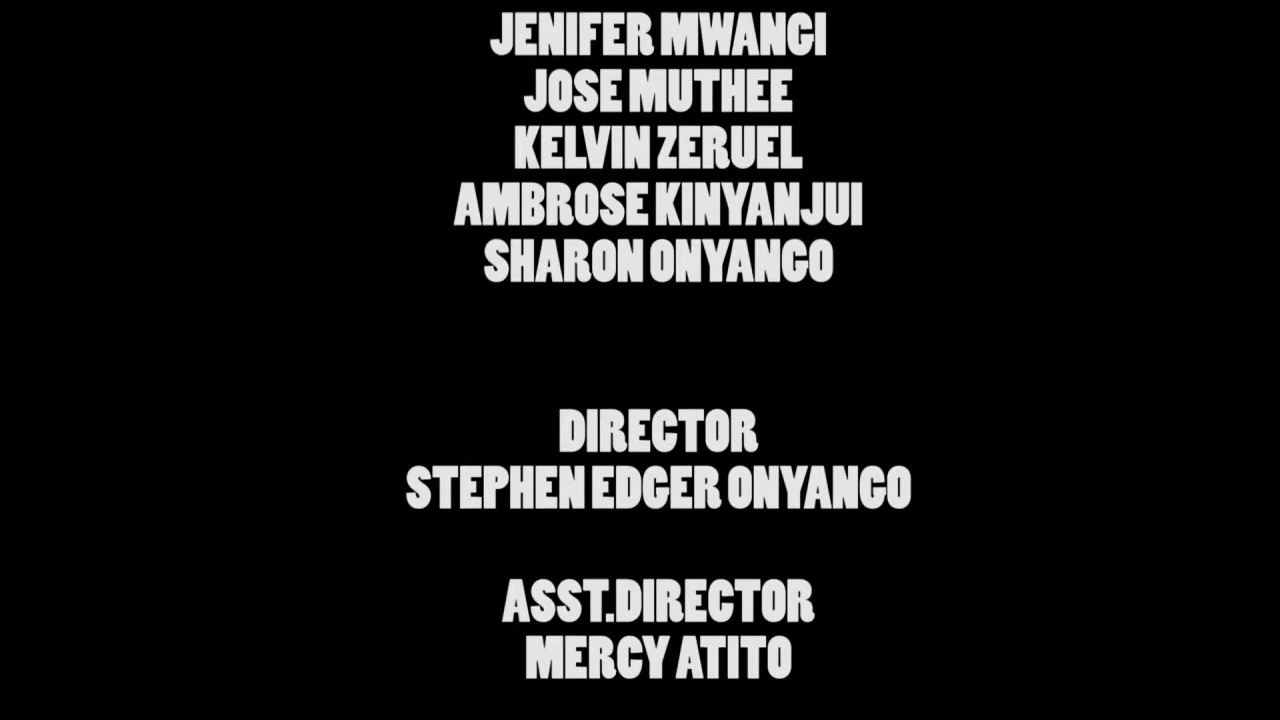 JENIFER MWANGI
JOSE MUTHEE
KELVIN ZERUEL
AMBROSE KINYANJUI
SHARON ONYANGO
DIRECTOR
STEPHEN EDGER ONYANGO
ASST.DIRECTOR
MERCY ATITO